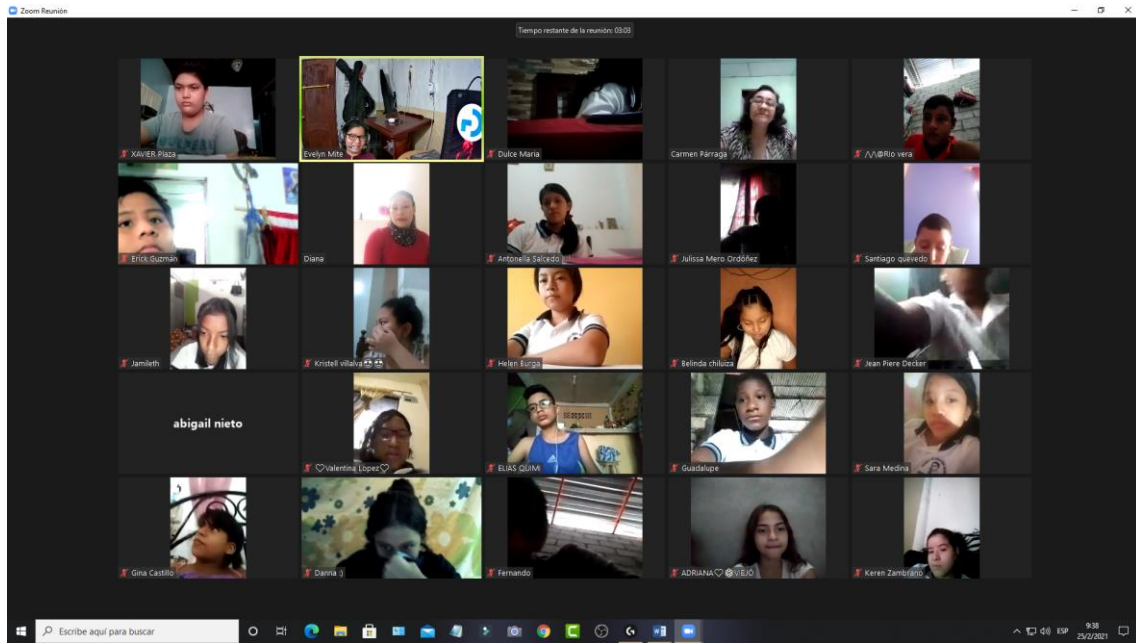 Zoom Reunión
Tiempo restante de la reunión: 03:03
XAVIER Plaza
Evelyn Mite
Dulce Maria
Carmen Párraga
/\/\@RIo vera
Erick Guzmán
Diana
Antonella Salcedo
Julissa Mero Ordóñez
Santiago quevedo
Jamileth
Kristell villalva
Helen Burga
Belinda chiluiza
Jean Piere Decker
abigail nieto
♡Valentina Lopez♡
ELIAS QUIMI
Guadalupe
Sara Medina
Gina Castillo
Danna :)
Fernando
ADRIANA♡ VIEJÓ
Keren Zambrano
Escribe aquí para buscar
ESP
9:38
25/2/2021